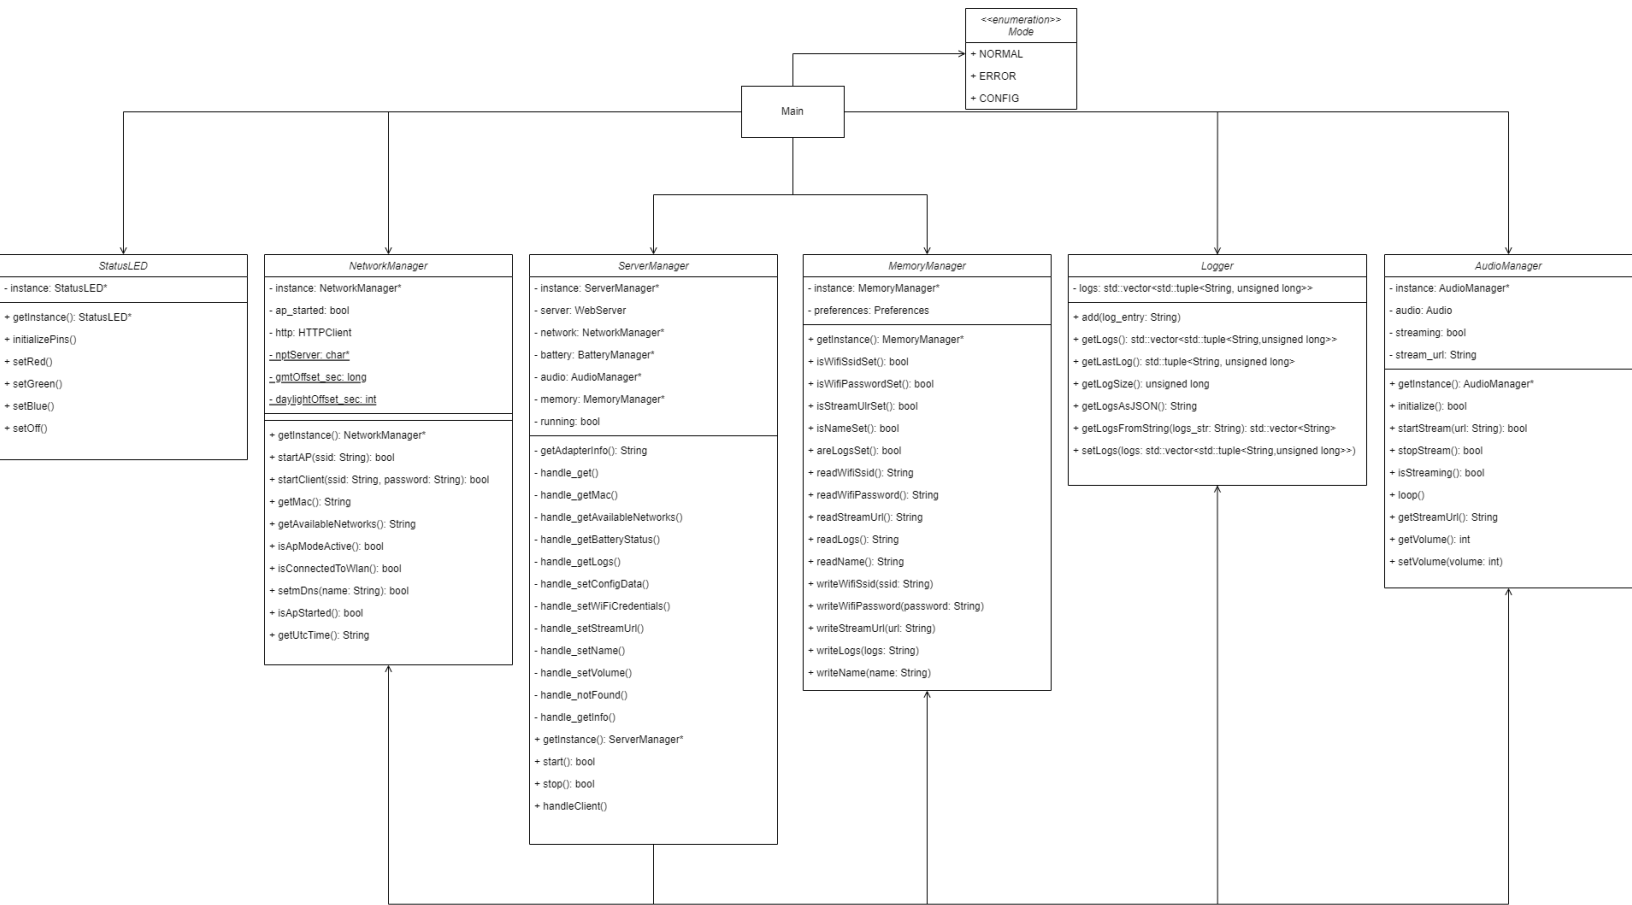 <<enumeration>>
Mode
+ NORMAL
+ ERROR
+ CONFIG
Main
StatusLED
- instance: StatusLED*
+ getInstance(): StatusLED*
+ initializePins()
+ setRed()
+ setGreen()
+ setBlue()
+ setOff()
NetworkManager
- instance: NetworkManager*
- ap_started: bool
- http: HTTPClient
- nptServer: char*
- gmtOffset_sec: long
- daylightOffset_sec: int
+ getInstance(): NetworkManager*
+ startAP(ssid: String): bool
+ startClient(ssid: String, password: String): bool
+ getMac(): String
+ getAvailableNetworks(): String
+ isApModeActive(): bool
+ isConnectedToWlan(): bool
+ setmDns(name: String): bool
+ isApStarted(): bool
+ getUtcTime(): String
ServerManager
- instance: ServerManager*
- server: WebServer
- network: NetworkManager*
- battery: BatteryManager*
- audio: AudioManager*
- memory: MemoryManager*
- running: bool
- getAdapterInfo(): String
- handle_get()
- handle_getMac()
- handle_getAvailableNetworks()
- handle_getBatteryStatus()
- handle_getLogs()
- handle_setConfigData()
- handle_setWiFiCredentials()
- handle_setStreamUrl()
- handle_setName()
- handle_setVolume()
- handle_notFound()
- handle_getInfo()
+ getInstance(): ServerManager*
+ start(): bool
+ stop(): bool
+ handleClient()
MemoryManager
- instance: MemoryManager*
- preferences: Preferences
+ getInstance(): MemoryManager*
+ isWifiSsidSet(): bool
+ isWifiPasswordSet(): bool
+ isStreamUlrSet(): bool
+ isNameSet(): bool
+ areLogsSet(): bool
+ readWifiSsid(): String
+ readWifiPassword(): String
+ readStreamUrl(): String
+ readLogs(): String
+ readName(): String
+ writeWifiSsid(ssid: String)
+ writeWifiPassword(password: String)
+ writeStreamUrl(url: String)
+ writeLogs(logs: String)
+ writeName(name: String)
Logger
- logs: std::vector<std::tuple<String, unsigned long>>
+ add(log_entry: String)
+ getLogs(): std::vector<std::tuple<String,unsigned long>>
+ getLastLog(): std::tuple<String, unsigned long>
+ getLogSize(): unsigned long
+ getLogsAsJSON(): String
+ getLogsFromString(logs_str: String): std::vector<String>
+ setLogs(logs: std::vector<std::tuple<String,unsigned long>>)
AudioManager
- instance: AudioManager*
- audio: Audio
- streaming: bool
- stream_url: String
+ getInstance(): AudioManager*
+ initialize(): bool
+ startStream(url: String): bool
+ stopStream(): bool
+ isStreaming(): bool
+ loop()
+ getStreamUrl(): String
+ getVolume(): int
+ setVolume(volume: int)